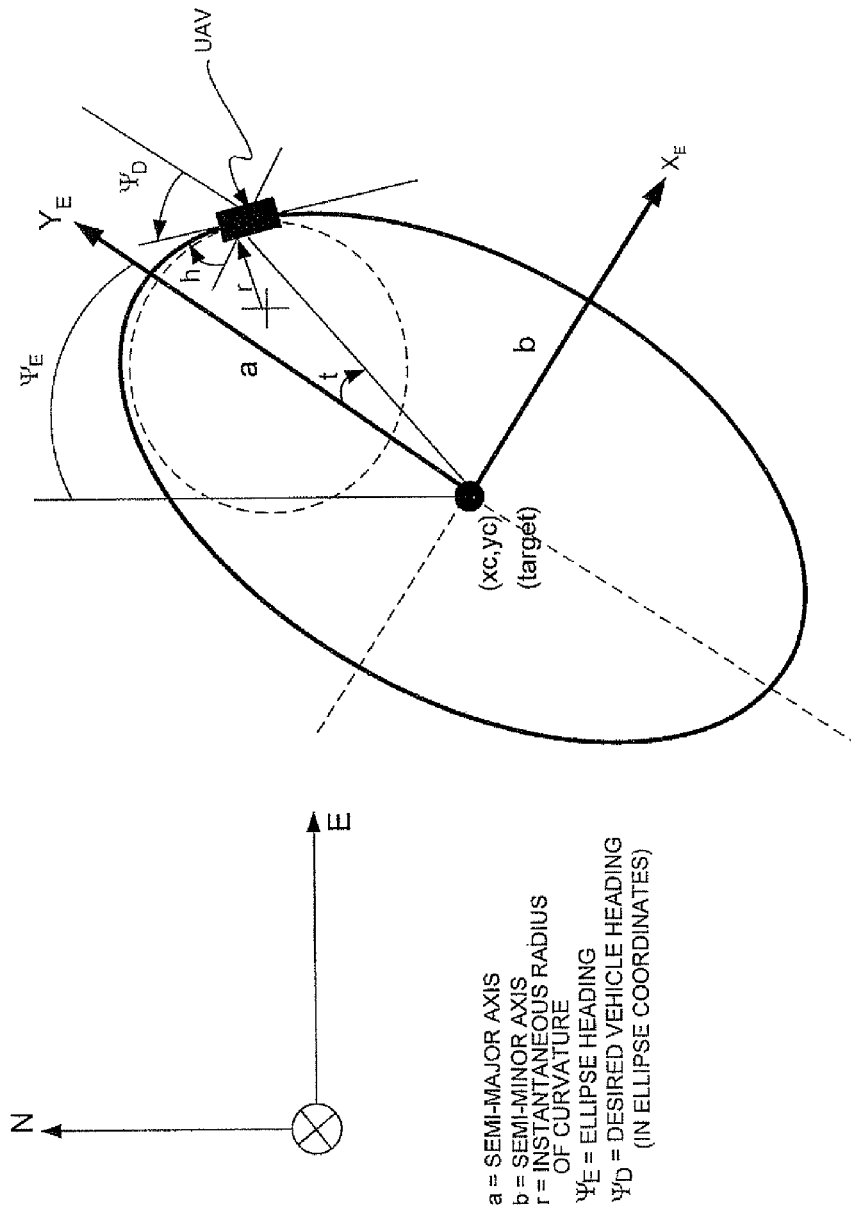 N
E
Ψ_E
Y_E
Ψ_D
UAV
h
r
a
t
b
X_E
(xc,yc)
(target)
a = SEMI-MAJOR AXIS
b = SEMI-MINOR AXIS
r = INSTANTANEOUS RADIUS
OF CURVATURE
Ψ_E = ELLIPSE HEADING
Ψ_D = DESIRED VEHICLE HEADING
(IN ELLIPSE COORDINATES)